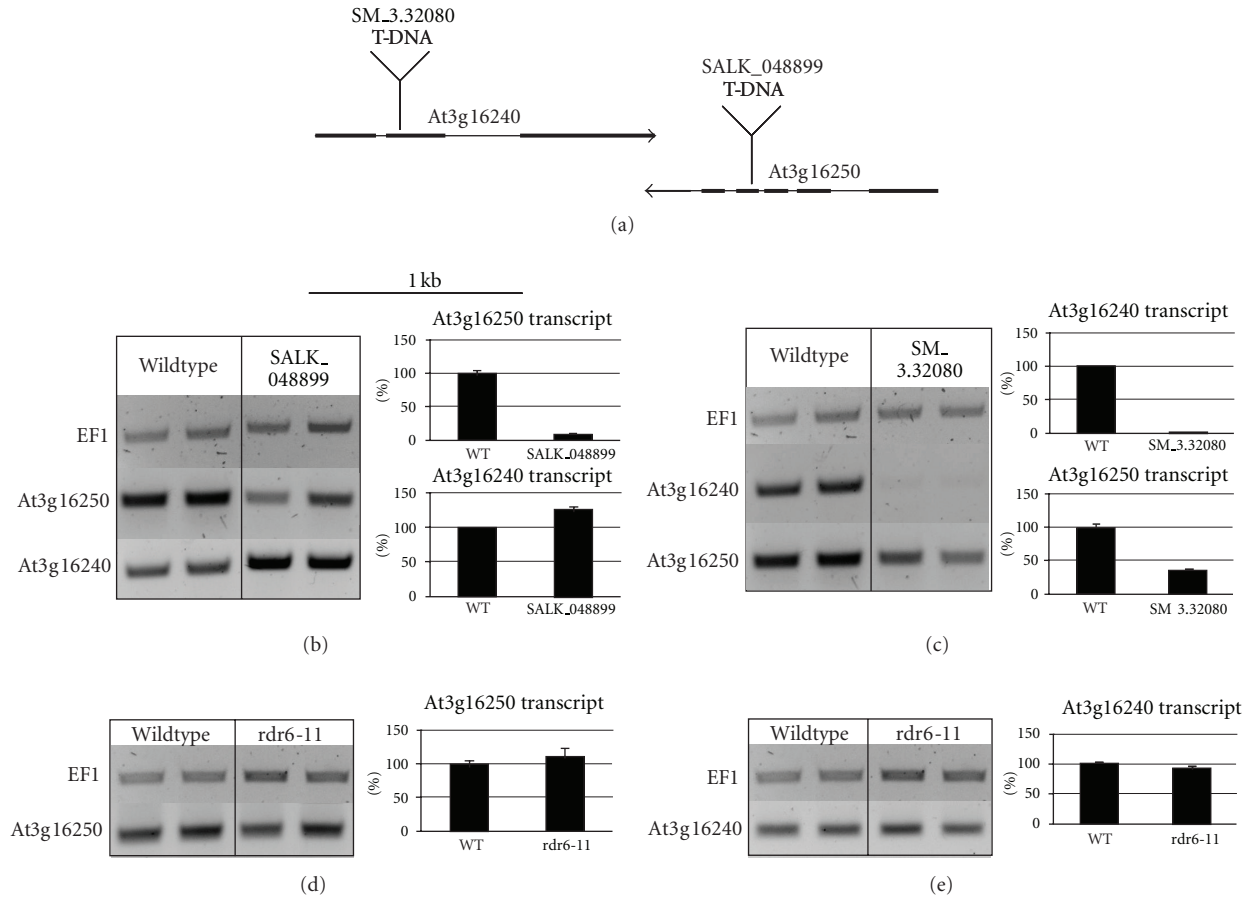 SM_3.32080
T-DNA
At3g16240
SALK_048899
T-DNA
At3g16250
(a)
1 kb
Wildtype
SALK_
048899
EF1
At3g16250
At3g16240
At3g16250 transcript
150
100
50
0
(%)
WT
SALK_048899
At3g16240 transcript
150
100
50
0
(%)
WT
SALK_048899
(b)
Wildtype
SM_
3.32080
EF1
At3g16240
At3g16250
At3g16240 transcript
150
100
50
0
(%)
WT
SM_3.32080
At3g16250 transcript
150
100
50
0
(%)
WT
SM 3.32080
(c)
Wildtype
rdr6-11
EF1
At3g16250
At3g16250 transcript
150
100
50
0
(%)
WT
rdr6-11
(d)
Wildtype
rdr6-11
EF1
At3g16240
At3g16240 transcript
150
100
50
0
(%)
WT
rdr6-11
(e)